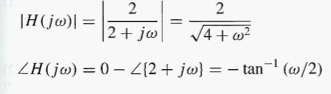 |H(jω)| = |2 / (2 + jω)| = 2 / √(4 + ω²)
∠H(jω) = 0 − ∠{2 + jω} = − tan⁻¹ (ω/2)